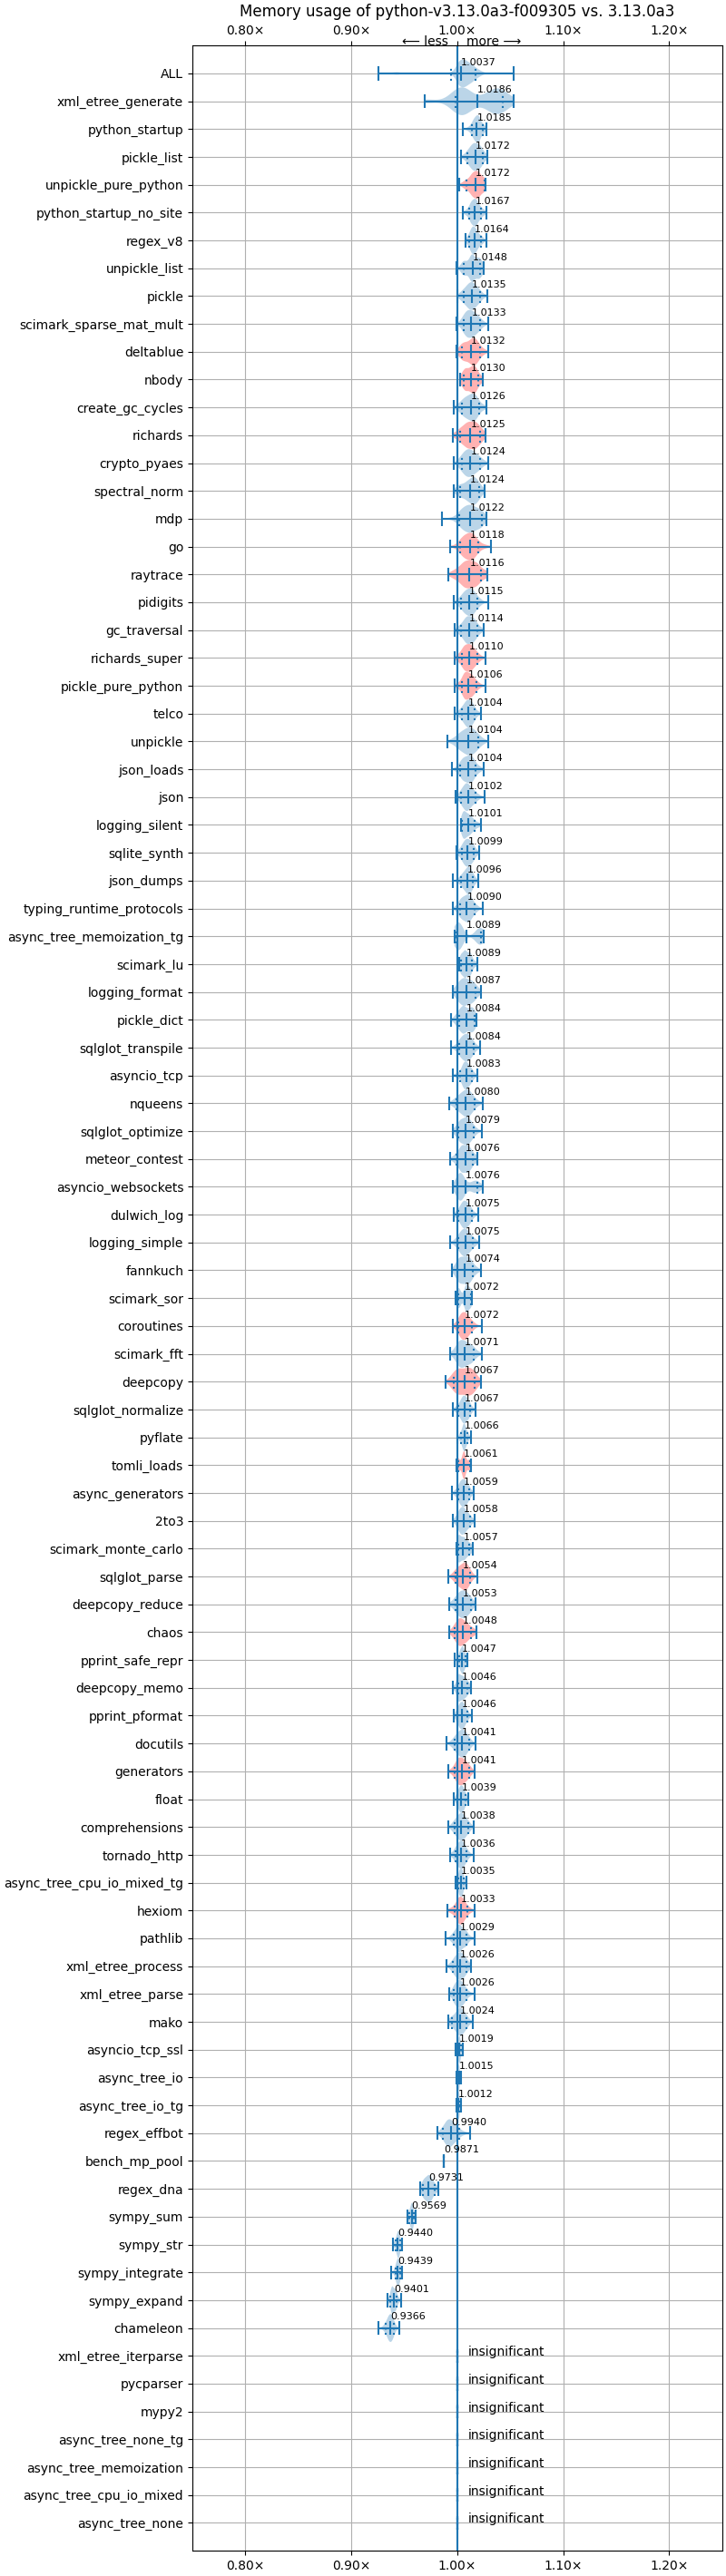 Memory usage of python-v3.13.0a3-f009305 vs. 3.13.0a3
0.80× 0.90× 1.00× 1.10× 1.20×
⟵ less more ⟶
ALL 1.0037
xml_etree_generate 1.0186
python_startup 1.0185
pickle_list 1.0172
unpickle_pure_python 1.0172
python_startup_no_site 1.0167
regex_v8 1.0164
unpickle_list 1.0148
pickle 1.0135
scimark_sparse_mat_mult 1.0133
deltablue 1.0132
nbody 1.0130
create_gc_cycles 1.0126
richards 1.0125
crypto_pyaes 1.0124
spectral_norm 1.0124
mdp 1.0122
go 1.0118
raytrace 1.0116
pidigits 1.0115
gc_traversal 1.0114
richards_super 1.0110
pickle_pure_python 1.0106
telco 1.0104
unpickle 1.0104
json_loads 1.0104
json 1.0102
logging_silent 1.0101
sqlite_synth 1.0099
json_dumps 1.0096
typing_runtime_protocols 1.0090
async_tree_memoization_tg 1.0089
scimark_lu 1.0089
logging_format 1.0087
pickle_dict 1.0084
sqlglot_transpile 1.0084
asyncio_tcp 1.0083
nqueens 1.0080
sqlglot_optimize 1.0079
meteor_contest 1.0076
asyncio_websockets 1.0076
dulwich_log 1.0075
logging_simple 1.0075
fannkuch 1.0074
scimark_sor 1.0072
coroutines 1.0072
scimark_fft 1.0071
deepcopy 1.0067
sqlglot_normalize 1.0067
pyflate 1.0066
tomli_loads 1.0061
async_generators 1.0059
2to3 1.0058
scimark_monte_carlo 1.0057
sqlglot_parse 1.0054
deepcopy_reduce 1.0053
chaos 1.0048
pprint_safe_repr 1.0047
deepcopy_memo 1.0046
pprint_pformat 1.0046
docutils 1.0041
generators 1.0041
float 1.0039
comprehensions 1.0038
tornado_http 1.0036
async_tree_cpu_io_mixed_tg 1.0035
hexiom 1.0033
pathlib 1.0029
xml_etree_process 1.0026
xml_etree_parse 1.0026
mako 1.0024
asyncio_tcp_ssl 1.0019
async_tree_io 1.0015
async_tree_io_tg 1.0012
regex_effbot 0.9940
bench_mp_pool 0.9871
regex_dna 0.9731
sympy_sum 0.9569
sympy_str 0.9440
sympy_integrate 0.9439
sympy_expand 0.9401
chameleon 0.9366
xml_etree_iterparse insignificant
pycparser insignificant
mypy2 insignificant
async_tree_none_tg insignificant
async_tree_memoization insignificant
async_tree_cpu_io_mixed insignificant
async_tree_none insignificant
0.80× 0.90× 1.00× 1.10× 1.20×